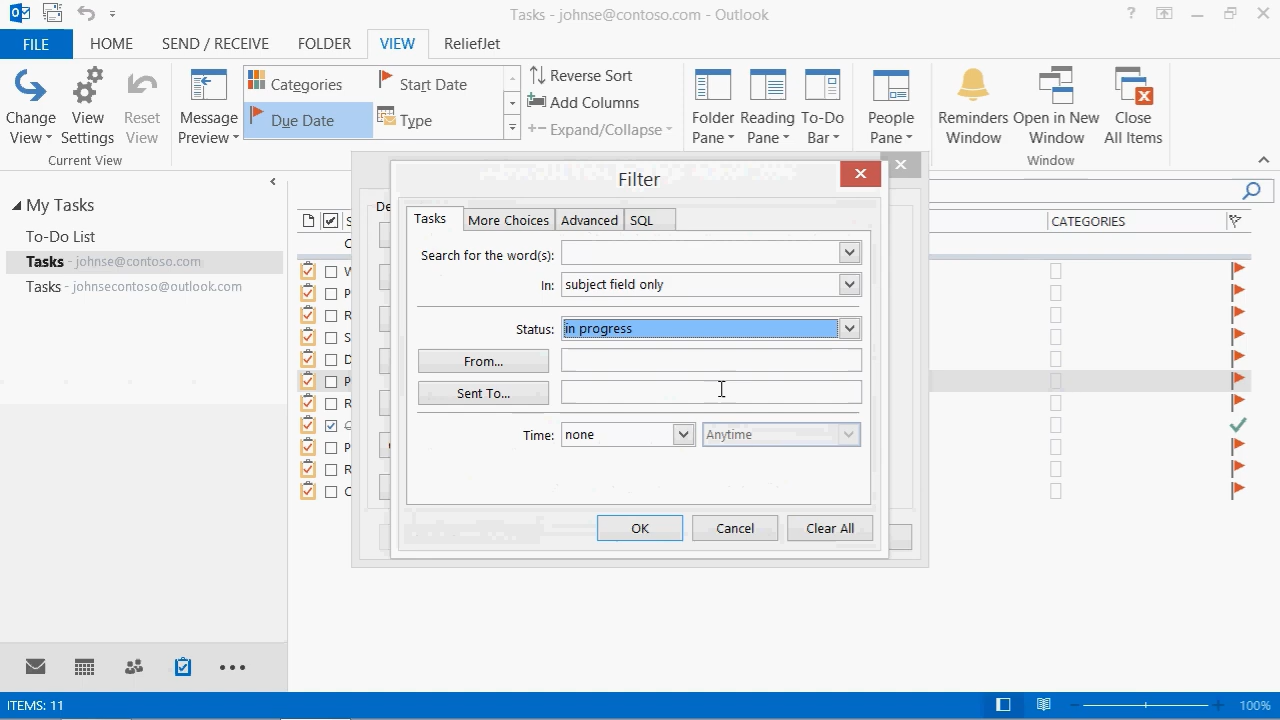 Tasks - johnse@contoso.com - Outlook
?
FILE HOME SEND / RECEIVE FOLDER VIEW ReliefJet
Change View
View Settings
Reset View
Current View
Message Preview
Categories
Start Date
Due Date
Type
Reverse Sort
Add Columns
Expand/Collapse
Folder Pane
Reading Pane
To-Do Bar
People Pane
Reminders Window
Open in New Window
Close All Items
Window
My Tasks
To-Do List
Tasks - johnse@contoso.com
Tasks - johnsecontoso@outlook.com
De
S
CATEGORIES
C
W
P
R
S
D
P
R
C
P
R
C
Filter
Tasks More Choices Advanced SQL
Search for the word(s):
In: subject field only
Status: in progress
From...
Sent To...
Time: none Anytime
OK Cancel Clear All
ITEMS: 11
100%